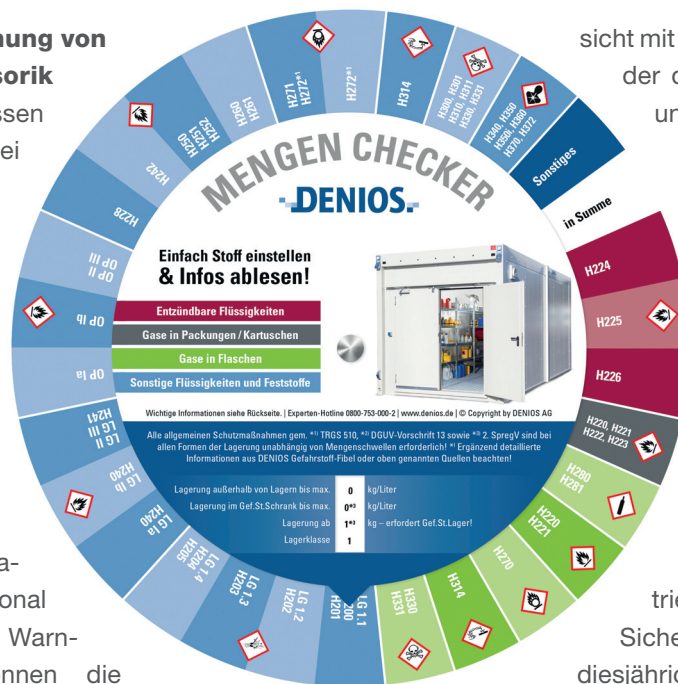 nung von
sorik
ssen
ei
sicht mit
der d
un
MENGEN CHECKER
DENIOS.
Einfach Stoff einstellen
& Infos ablesen!
Entzündbare Flüssigkeiten
Gase in Packungen/Kartuschen
Gase in Flaschen
Sonstige Flüssigkeiten und Feststoffe
Wichtige Informationen siehe Rückseite. | Experten-Hotline 0800-753-000-2 | www.denios.de | © Copyright by DENIOS AG
Alle allgemeinen Schutzmaßnahmen gem. *¹⁾ TRGS 510, *²⁾ DGUV-Vorschrift 13 sowie *³⁾ 2. SprengV sind bei
allen Formen der Lagerung unabhängig von Mengenschwellen erforderlich! *⁾ Ergänzend detaillierte
Informationen aus DENIOS Gefahrstoff-Fibel oder oben genannten Quellen beachten!
Lagerung außerhalb von Lagern bis max. 0 kg/Liter
Lagerung im Gef.St.Schrank bis max. 0*³ kg/Liter
Lagerung ab 1*³ kg – erfordert Gef.St.Lager!
Lagerklasse 1
Sonstiges
in Summe
H224
H225
H226
H220, H221
H222, H223
H280
H281
H220
H221
H270
H314
H330
H331
LG 1.1
H200
H201
LG 1.2
H202
LG 1.3
H203
LG 1.4
H204
H205
LG Ia
H240
LG Ib
H240
LG II
LG III
H241
OP Ia
OP Ib
OP II
OP III
H228
H242
H250
H251
H252
H260
H261
H271
H272*¹
H272*¹
H314
H300, H301
H310, H311
H330, H331
H340, H350
H350i, H360
H370, H372
a-
onal
Warn-
nnen die
trie
Siche
diesjähric